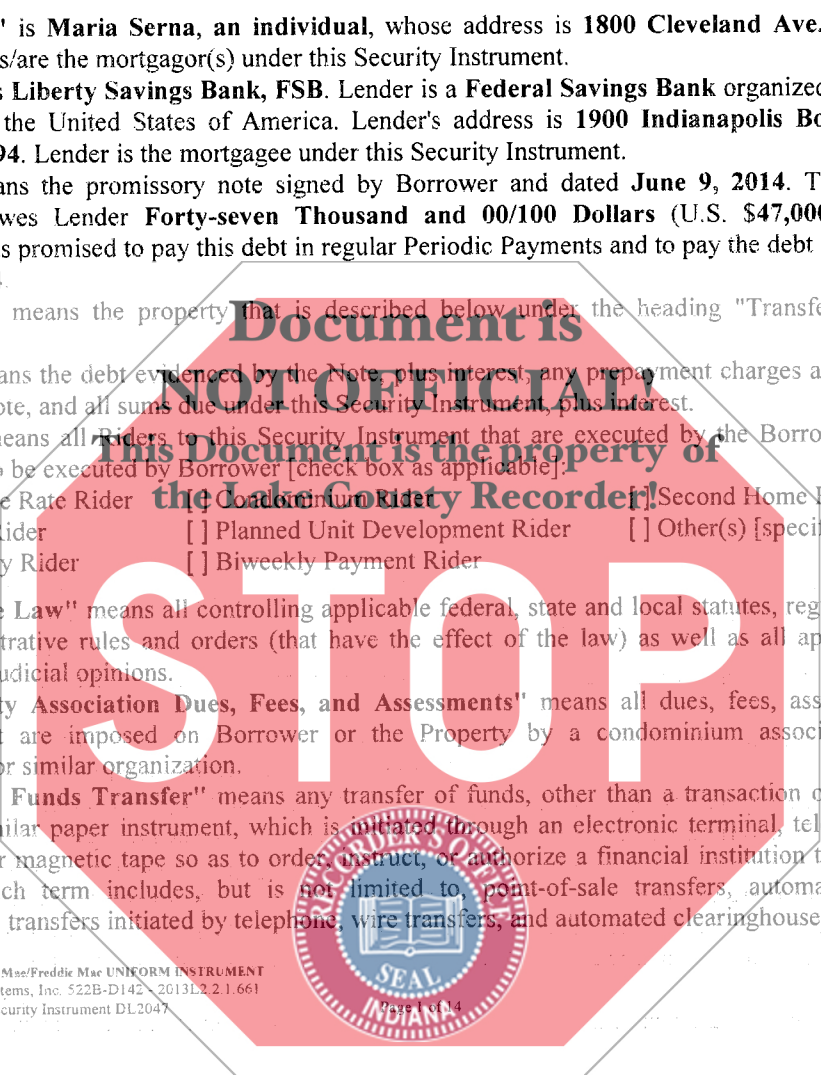 " is Maria Serna, an individual, whose address is 1800 Cleveland Ave.
s/are the mortgagor(s) under this Security Instrument.
s Liberty Savings Bank, FSB. Lender is a Federal Savings Bank organized
the United States of America. Lender's address is 1900 Indianapolis Bo
94. Lender is the mortgagee under this Security Instrument.
ans the promissory note signed by Borrower and dated June 9, 2014. T
wes Lender Forty-seven Thousand and 00/100 Dollars (U.S. $47,000
s promised to pay this debt in regular Periodic Payments and to pay the debt
means the property that is described below under the heading "Transfe
Document is
ans the debt evidenced by the Note, plus interest, any prepayment charges a
NOT OFFICIAL!
ote, and all sums due under this Security Instrument, plus interest.
means all Riders to this Security Instrument that are executed by the Borro
This Document is the property of
o be executed by Borrower [check box as applicable]:
e Rate Rider [ ] Condominium Rider [ ] Second Home
the Lake County Recorder!
ider [ ] Planned Unit Development Rider [ ] Other(s) [specif
y Rider [ ] Biweekly Payment Rider
e Law" means all controlling applicable federal, state and local statutes, reg
trative rules and orders (that have the effect of the law) as well as all ap
udicial opinions.
STOP
ty Association Dues, Fees, and Assessments" means all dues, fees, ass
t are imposed on Borrower or the Property by a condominium associ
or similar organization.
Funds Transfer" means any transfer of funds, other than a transaction o
ilar paper instrument, which is initiated through an electronic terminal, tel
r magnetic tape so as to order, instruct, or authorize a financial institution t
ch term includes, but is not limited to, point-of-sale transfers, automa
transfers initiated by telephone, wire transfers, and automated clearinghouse
RECORDER'S OFFICE
SEAL
INDIANA
Mae/Freddie Mac UNIFORM INSTRUMENT
tems, Inc. 522B-D142 - 2013L2.2.1.661
curity Instrument DL2047 Page 1 of 14